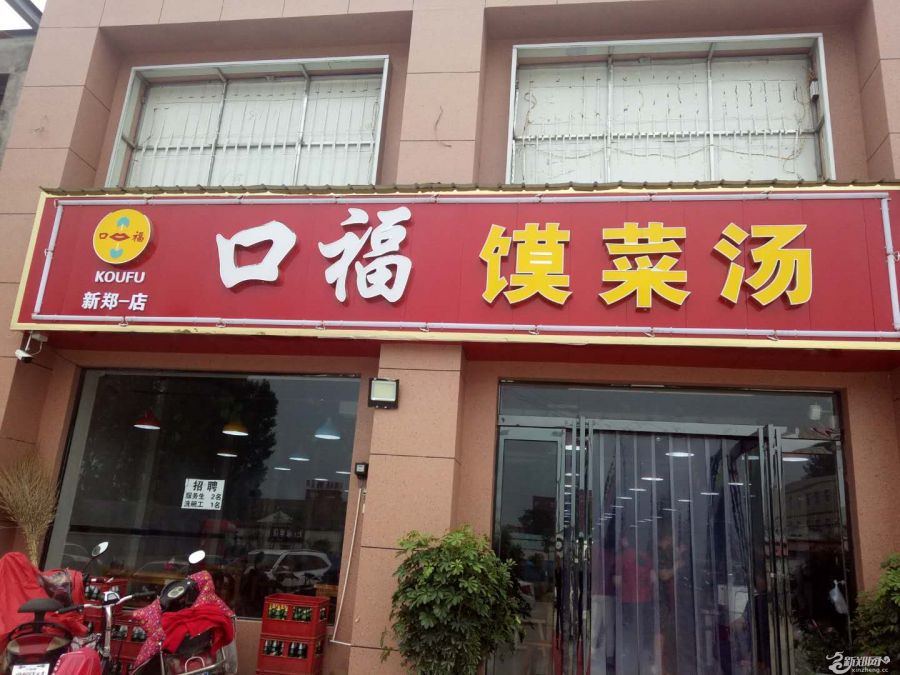 口福
KOUFU
新郑一店
口福 馍菜汤
招聘
服务生 2名
洗碗工 1名
新郑网
xinzheng.cc